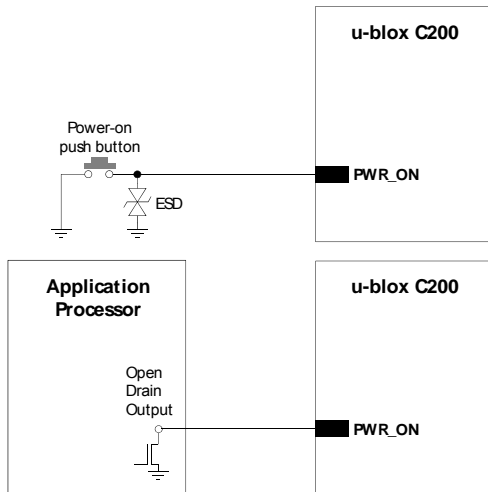 u-blox C200
Power-on
push button
PWR_ON
ESD
Application
Processor
u-blox C200
Open
Drain
Output
PWR_ON